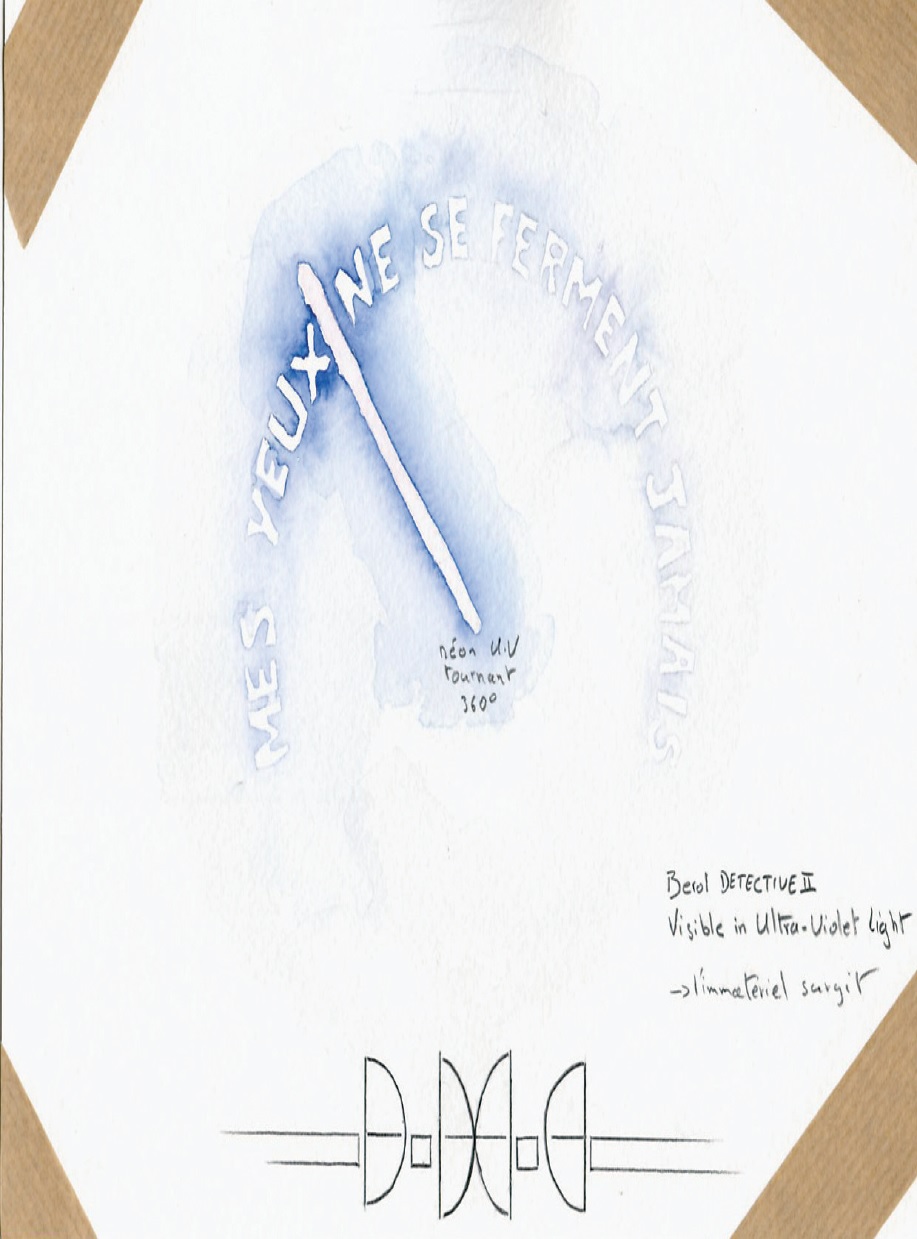 MES YEUX NE SE FERMENT JAMAIS
néon U.V
tournant
360°
Berol DETECTIVE II
Visible in Ultra-Violet light
->l'immatériel surgit